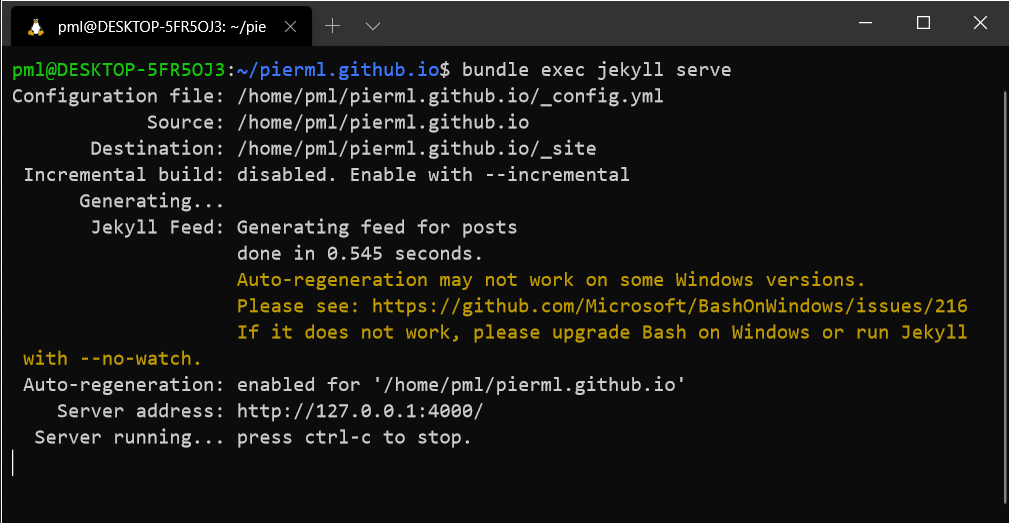 pml@DESKTOP-5FR5OJ3: ~/pie
pml@DESKTOP-5FR5OJ3:~/pierml.github.io$ bundle exec jekyll serve
Configuration file: /home/pml/pierml.github.io/_config.yml
Source: /home/pml/pierml.github.io
Destination: /home/pml/pierml.github.io/_site
Incremental build: disabled. Enable with --incremental
Generating...
Jekyll Feed: Generating feed for posts
done in 0.545 seconds.
Auto-regeneration may not work on some Windows versions.
Please see: https://github.com/Microsoft/BashOnWindows/issues/216
If it does not work, please upgrade Bash on Windows or run Jekyll
with --no-watch.
Auto-regeneration: enabled for '/home/pml/pierml.github.io'
Server address: http://127.0.0.1:4000/
Server running... press ctrl-c to stop.